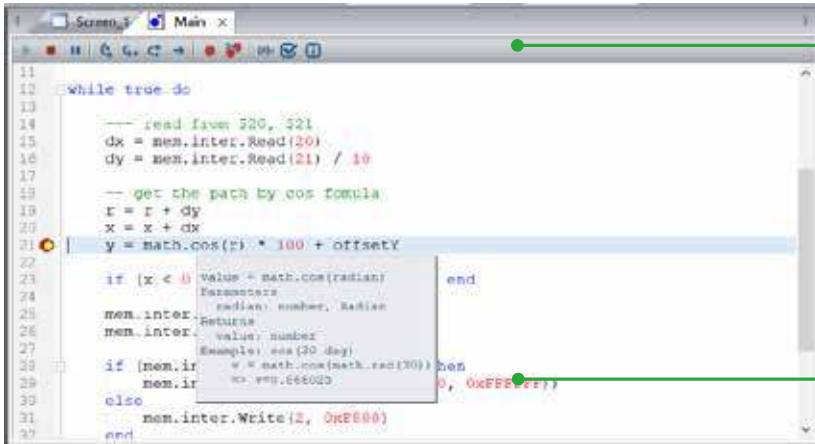 Screen_1 Main ×
11
12 while true do
13
14 --- read from $20, $21
15 dx = mem.inter.Read(20)
16 dy = mem.inter.Read(21) / 10
17
18 -- get the path by cos fomula
19 r = r + dy
20 x = x + dx
21 y = math.cos(r) * 100 + offsetY
22
23 if (x < 0 end
24
25 mem.inter.
26 mem.inter.
27
28 if (mem.in hen
29 mem.in 0, 0xFFFFFF))
30 else
31 mem.inter.Write(2, 0xF800)
32 end
value = math.cos(radian)
Parameters
radian: number, Radian
Returns
value: number
Example: cos(30 deg)
v = math.cos(math.rad(30))